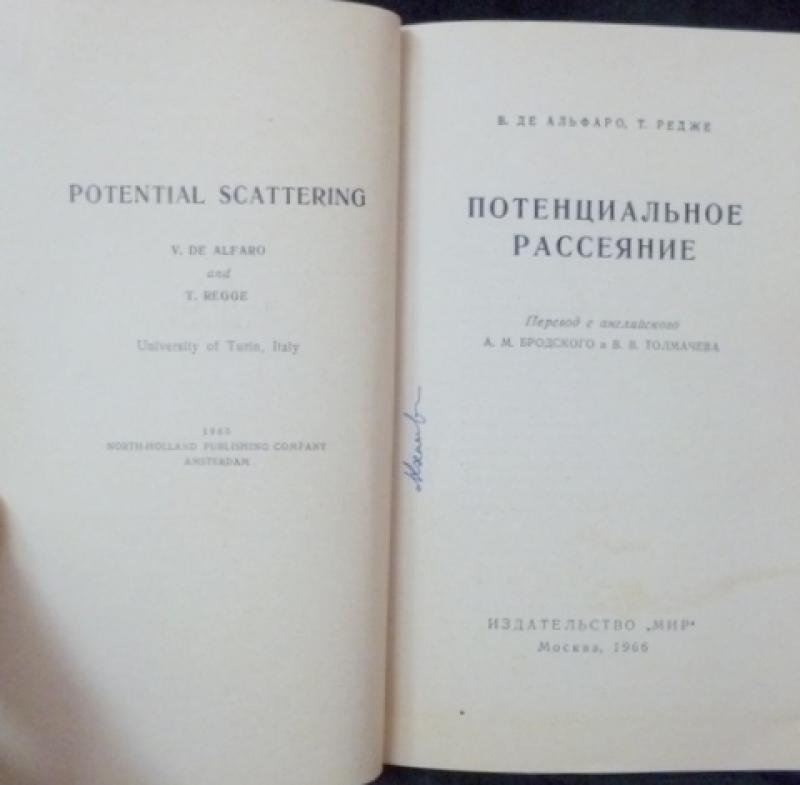 POTENTIAL SCATTERING
V. DE ALFARO
and
T. REGGE
University of Turin, Italy
1965
NORTH-HOLLAND PUBLISHING COMPANY
AMSTERDAM
В. ДЕ АЛЬФАРО, Т. РЕДЖЕ
ПОТЕНЦИАЛЬНОЕ
РАССЕЯНИЕ
Перевод с английского
А. М. БРОДСКОГО и В. В. ТОЛМАЧЕВА
ИЗДАТЕЛЬСТВО „МИР“
Москва, 1966